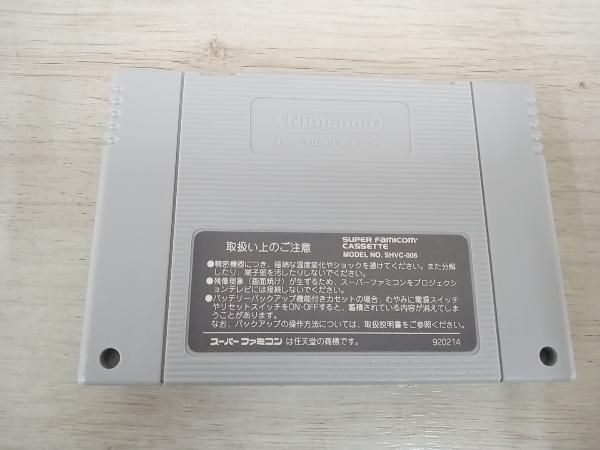 Nintendo
取扱い上のご注意
SUPER FAMICOM
CASSETTE
MODEL NO. SHVC-006
●精密機器につき、極端な温度変化やショックを避けてください。また分解
したり、端子部を汚したりしないでください。
●残像現象(画面焼け)が生ずるため、スーパーファミコンをプロジェクシ
ョンテレビには接続しないでください。
●バッテリーバックアップ機能付きカセットの場合、むやみに電源スイッチ
やリセットスイッチをON・OFFすると、蓄積されている内容が消えてしま
うことがあります。
なお、バックアップの操作方法については、取扱説明書をご参照ください。
スーパーファミコン は任天堂の商標です。
920214